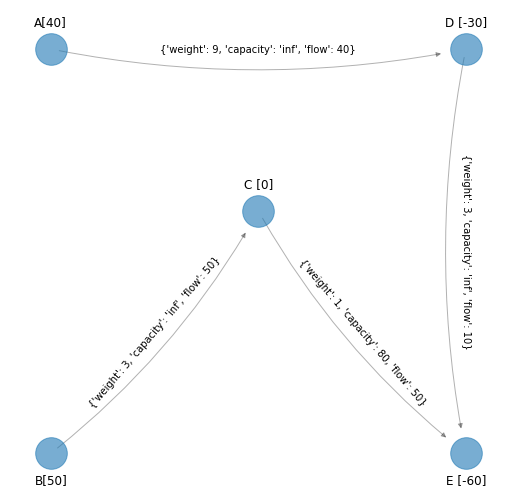 A[40]
D [-30]
{'weight': 9, 'capacity': 'inf', 'flow': 40}
C [0]
{'weight': 3, 'capacity': 'inf', 'flow': 10}
{'weight': 3, 'capacity': 'inf', 'flow': 50}
{'weight': 1, 'capacity': 80, 'flow': 50}
B[50]
E [-60]